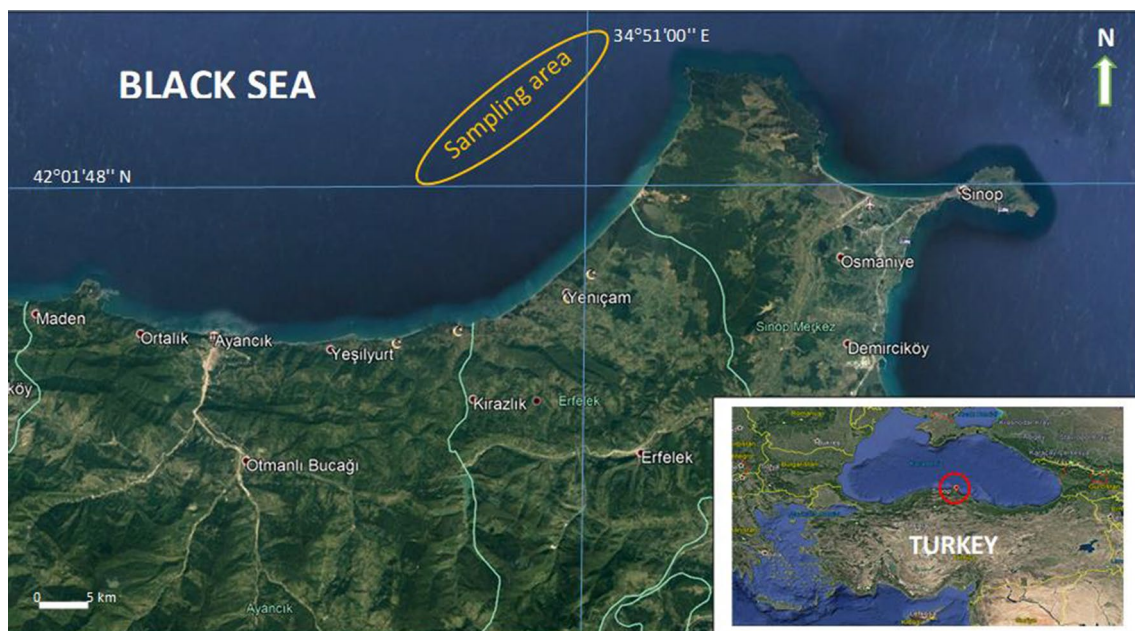 34°51'00'' E
N
BLACK SEA
Sampling area
42°01'48'' N
Sinop
Osmaniye
Yeniçam
Maden
Sinop Merkez
Ortalık
Ayancık
Yeşilyurt
Demirciköy
köy
Kirazlık
Erfelek
Otmanlı Bucağı
Erfelek
TURKEY
0 5 km
Ayancık